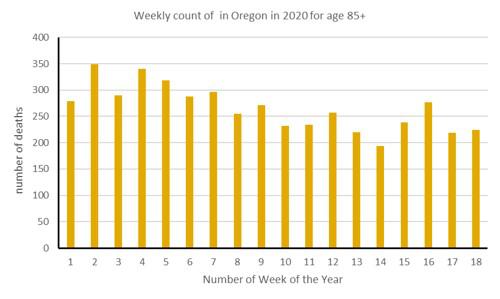 Weekly count of  in Oregon in 2020 for age 85+
400
350
300
250
200
150
100
50
0
number of deaths
1 2 3 4 5 6 7 8 9 10 11 12 13 14 15 16 17 18
Number of Week of the Year